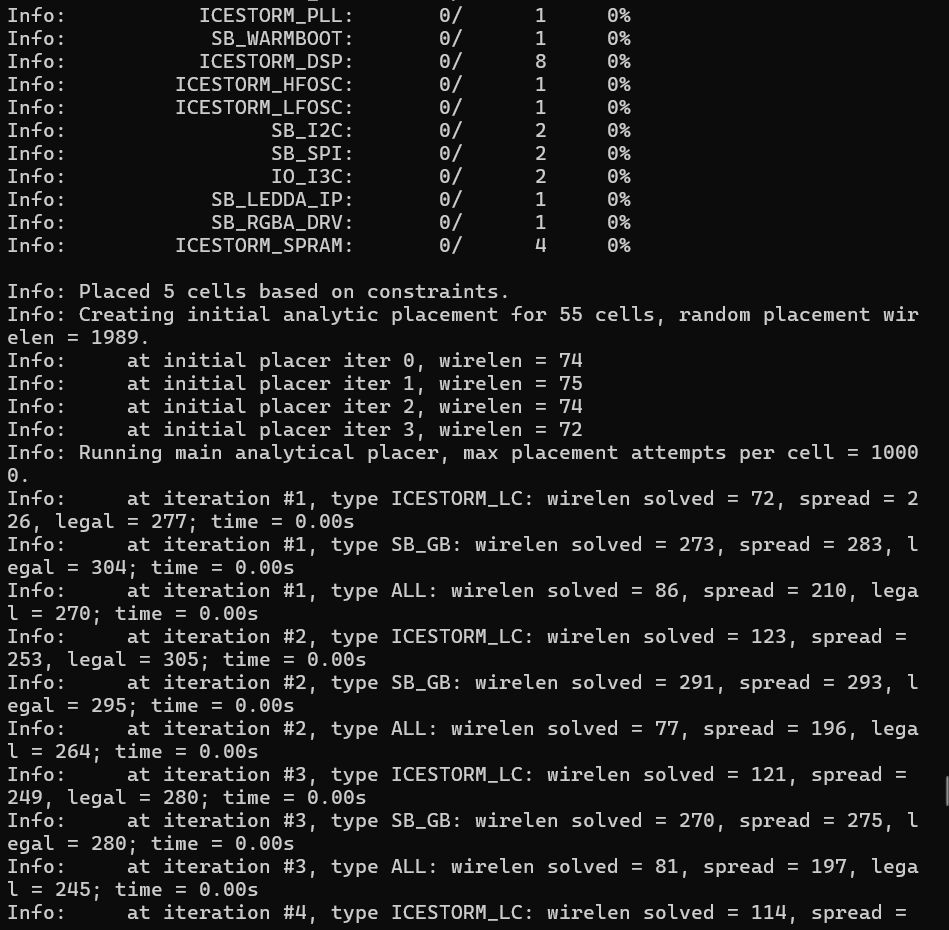 Info:           ICESTORM_PLL:       0/      1     0%
Info:            SB_WARMBOOT:       0/      1     0%
Info:           ICESTORM_DSP:       0/      8     0%
Info:         ICESTORM_HFOSC:       0/      1     0%
Info:         ICESTORM_LFOSC:       0/      1     0%
Info:                 SB_I2C:       0/      2     0%
Info:                 SB_SPI:       0/      2     0%
Info:                 IO_I3C:       0/      2     0%
Info:            SB_LEDDA_IP:       0/      1     0%
Info:            SB_RGBA_DRV:       0/      1     0%
Info:         ICESTORM_SPRAM:       0/      4     0%
Info: Placed 5 cells based on constraints.
Info: Creating initial analytic placement for 55 cells, random placement wir
elen = 1989.
Info:     at initial placer iter 0, wirelen = 74
Info:     at initial placer iter 1, wirelen = 75
Info:     at initial placer iter 2, wirelen = 74
Info:     at initial placer iter 3, wirelen = 72
Info: Running main analytical placer, max placement attempts per cell = 1000
0.
Info:     at iteration #1, type ICESTORM_LC: wirelen solved = 72, spread = 2
26, legal = 277; time = 0.00s
Info:     at iteration #1, type SB_GB: wirelen solved = 273, spread = 283, l
egal = 304; time = 0.00s
Info:     at iteration #1, type ALL: wirelen solved = 86, spread = 210, lega
l = 270; time = 0.00s
Info:     at iteration #2, type ICESTORM_LC: wirelen solved = 123, spread =
253, legal = 305; time = 0.00s
Info:     at iteration #2, type SB_GB: wirelen solved = 291, spread = 293, l
egal = 295; time = 0.00s
Info:     at iteration #2, type ALL: wirelen solved = 77, spread = 196, lega
l = 264; time = 0.00s
Info:     at iteration #3, type ICESTORM_LC: wirelen solved = 121, spread =
249, legal = 280; time = 0.00s
Info:     at iteration #3, type SB_GB: wirelen solved = 270, spread = 275, l
egal = 280; time = 0.00s
Info:     at iteration #3, type ALL: wirelen solved = 81, spread = 197, lega
l = 245; time = 0.00s
Info:     at iteration #4, type ICESTORM_LC: wirelen solved = 114, spread =